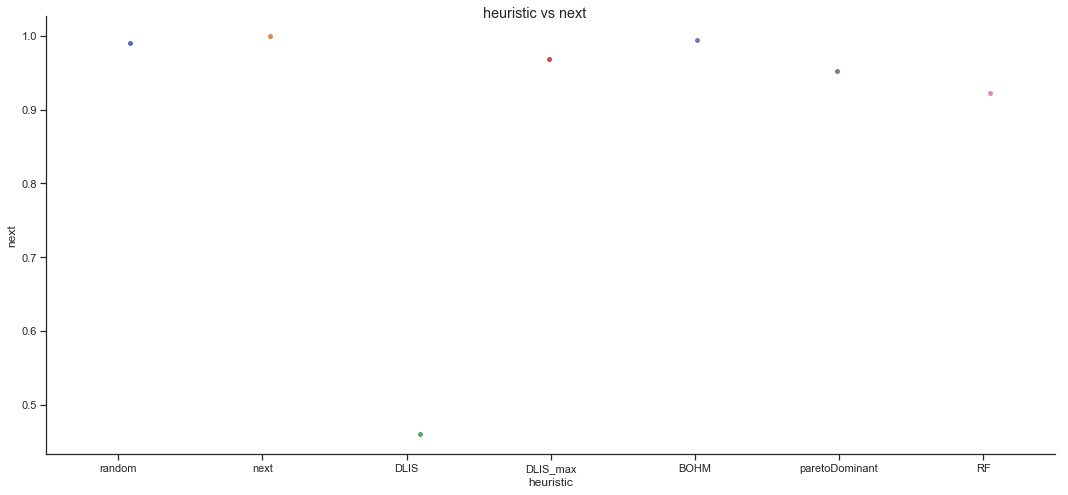 heuristic vs next
1.0
0.9
0.8
0.7
0.6
0.5
next
random next DLIS DLIS_max BOHM paretoDominant RF
heuristic